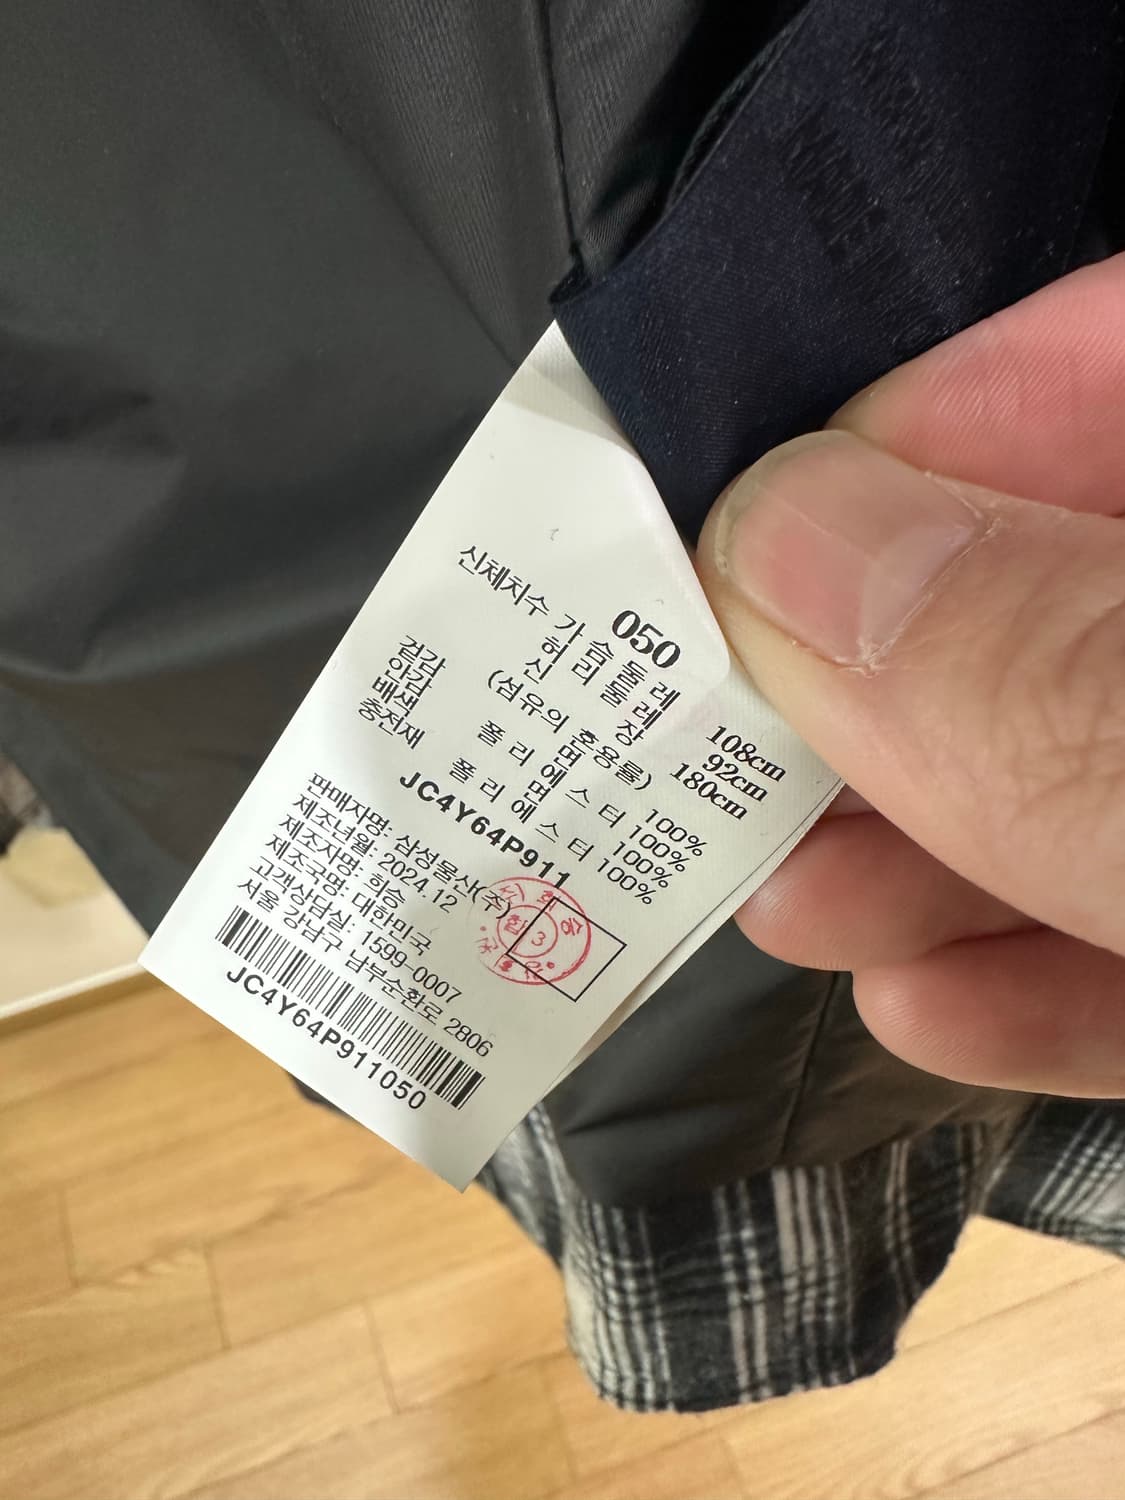 050
신체치수 가 슴 둘 레 108cm
허 리 둘 레 92cm
신 장 180cm
(섬유의 혼용률)
겉감 폴 리 에 스 터 100%
안감 면 100%
배색 면 100%
충전재 폴 리 에 스 터 100%
JC4Y64P911
판매자명: 삼성물산(주)
제조년월: 2024.12
제조자명: 희승
제조국명: 대한민국
고객상담실: 1599-0007
서울 강남구 남부순환로 2806
JC4Y64P911050
3